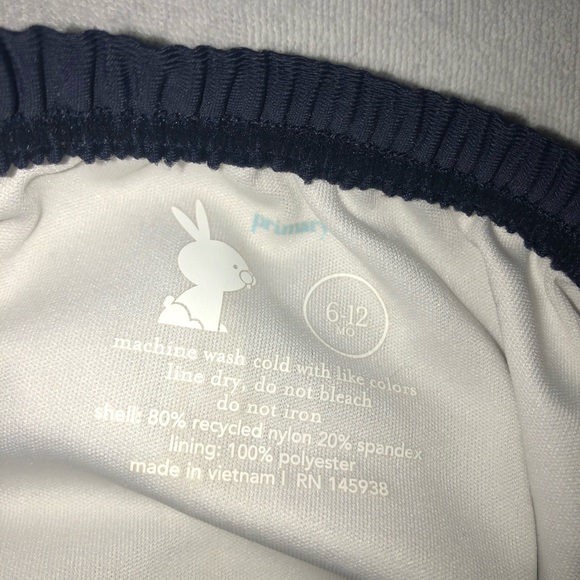 primary
6-12
MO
machine wash cold with like colors
line dry, do not bleach
do not iron
shell: 80% recycled nylon 20% spandex
lining: 100% polyester
made in vietnam | RN 145938